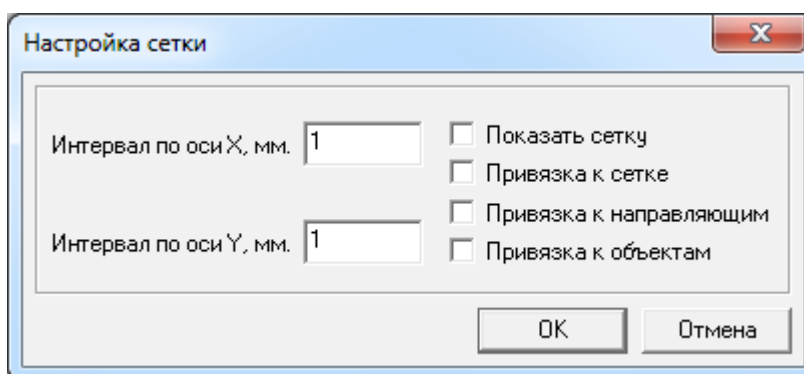 Настройка сетки
Интервал по оси X, мм. 1
Показать сетку
Привязка к сетке
Привязка к направляющим
Интервал по оси Y, мм. 1
Привязка к объектам
OK
Отмена